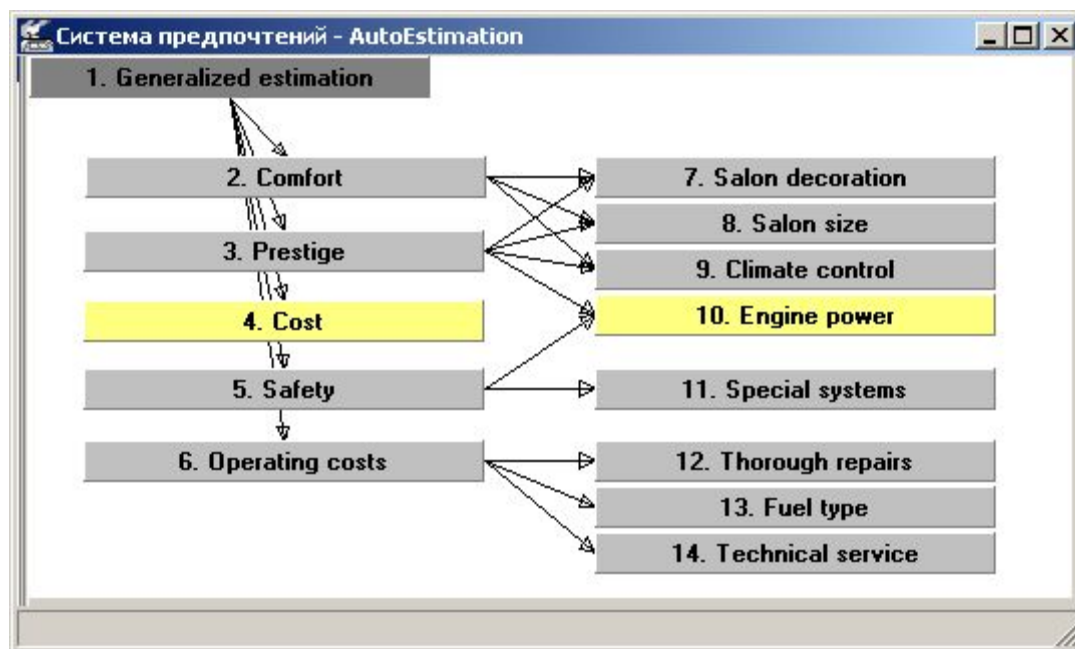 Система предпочтений - AutoEstimation
1. Generalized estimation
2. Comfort
7. Salon decoration
8. Salon size
3. Prestige
9. Climate control
4. Cost
10. Engine power
5. Safety
11. Special systems
6. Operating costs
12. Thorough repairs
13. Fuel type
14. Technical service